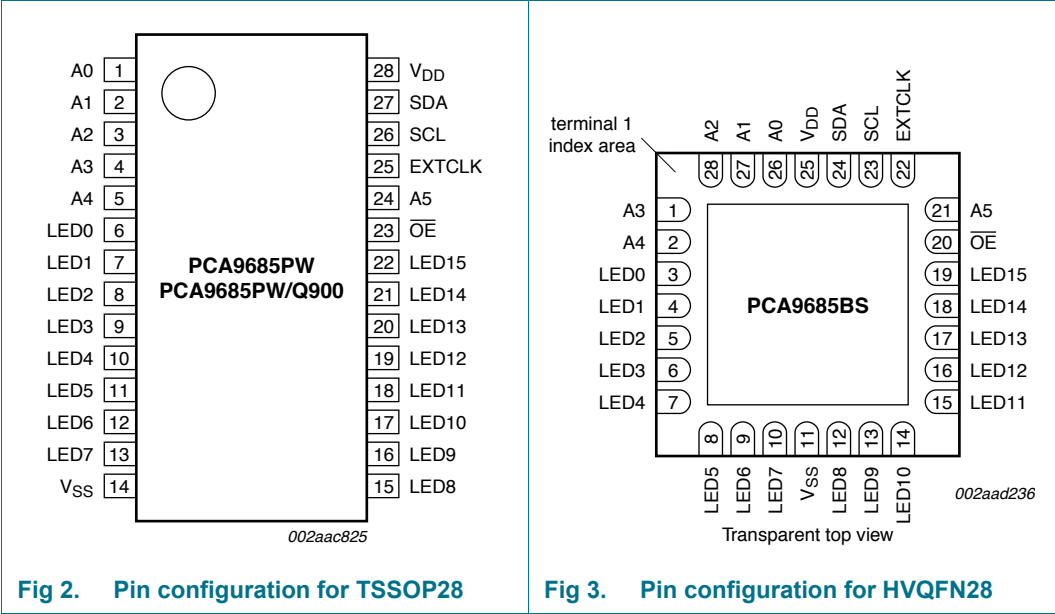 A0 1
A1 2
A2 3
A3 4
A4 5
LED0 6
LED1 7
LED2 8
LED3 9
LED4 10
LED5 11
LED6 12
LED7 13
VSS 14
PCA9685PW
PCA9685PW/Q900
28 VDD
27 SDA
26 SCL
25 EXTCLK
24 A5
23 OE
22 LED15
21 LED14
20 LED13
19 LED12
18 LED11
17 LED10
16 LED9
15 LED8
002aac825
Fig 2. Pin configuration for TSSOP28
terminal 1
index area
A2 A1 A0 VDD SDA SCL EXTCLK
28 27 26 25 24 23 22
A3 1
A4 2
LED0 3
LED1 4
LED2 5
LED3 6
LED4 7
PCA9685BS
21 A5
20 OE
19 LED15
18 LED14
17 LED13
16 LED12
15 LED11
8 9 10 11 12 13 14
LED5 LED6 LED7 VSS LED8 LED9 LED10
002aad236
Transparent top view
Fig 3. Pin configuration for HVQFN28